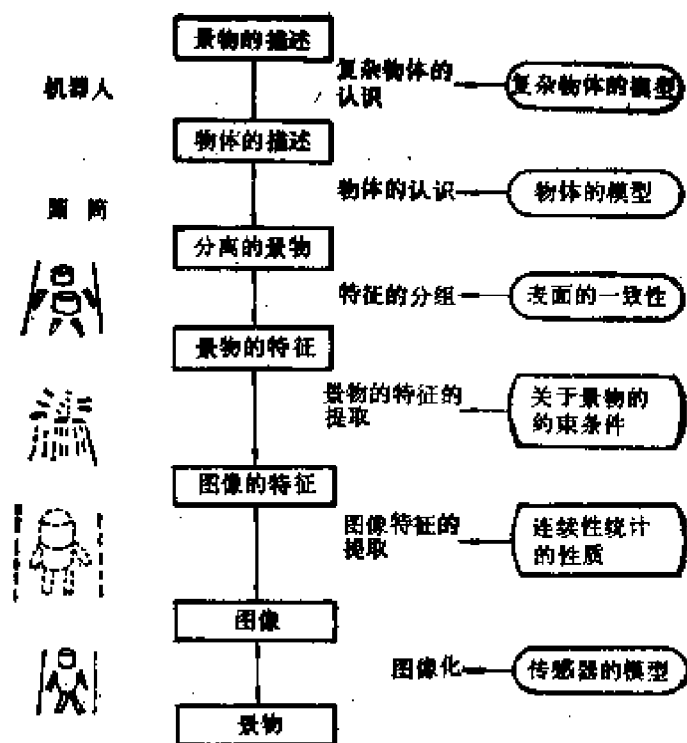 景物的描述
复杂物体的
认识
复杂物体的模型
机器人
物体的描述
物体的认识
物体的模型
圆筒
分离的景物
特征的分组
表面的一致性
景物的特征
景物的特征的
提取
关于景物的
约束条件
图像的特征
图像特征的
提取
连续性统计
的性质
图像
图像化
传感器的模型
景物